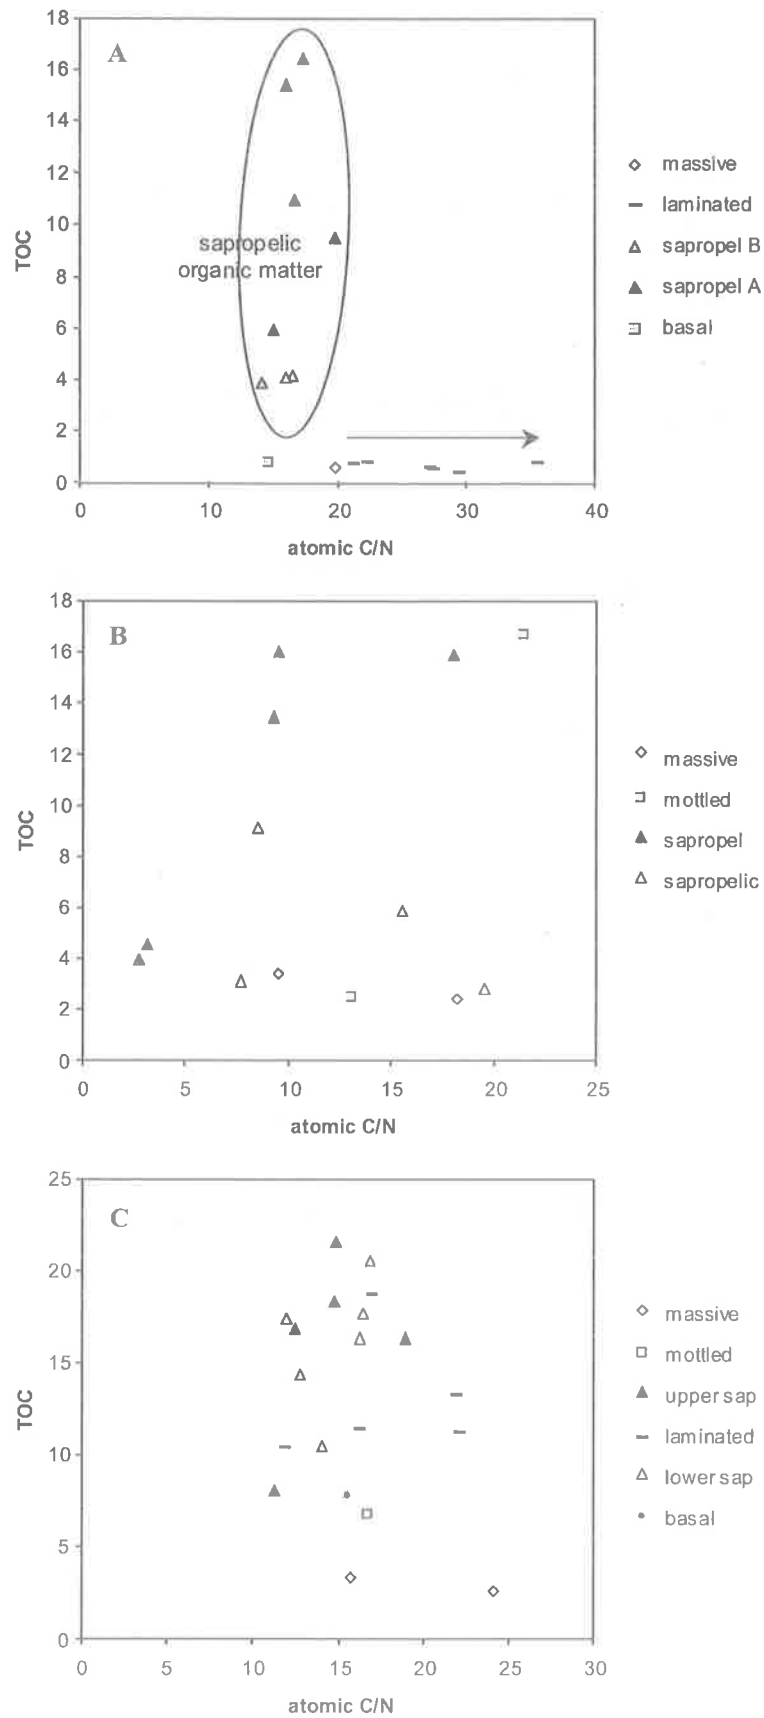 18
A
16
14
12
10
8
6
4
2
0
TOC
sapropelic
organic matter
0 10 20 30 40
atomic C/N
massive
laminated
sapropel B
sapropel A
basal
18
B
16
14
12
10
8
6
4
2
0
TOC
0 5 10 15 20 25
atomic C/N
massive
mottled
sapropel
sapropelic
25
C
20
15
10
5
0
TOC
0 5 10 15 20 25 30
atomic C/N
massive
mottled
upper sap
laminated
lower sap
basal